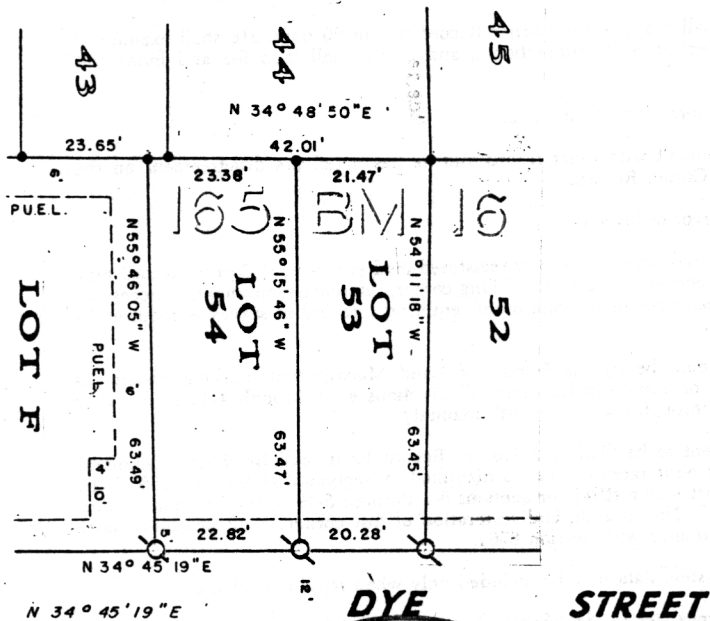 43
44
45
N 34° 48' 50" E
23.65'
42.01'
23.38'
21.47'
6'
P.U.E.L.
165 BM 16
N 55° 46' 05" W
63.49'
N 55° 15' 46" W
63.47'
N 54° 11' 18" W
63.45'
LOT F
LOT 54
LOT 53
52
P.U.E.L.
6'
4'
10'
22.82'
20.28'
N 34° 45' 19" E
12'
N 34° 45' 19" E
DYE STREET